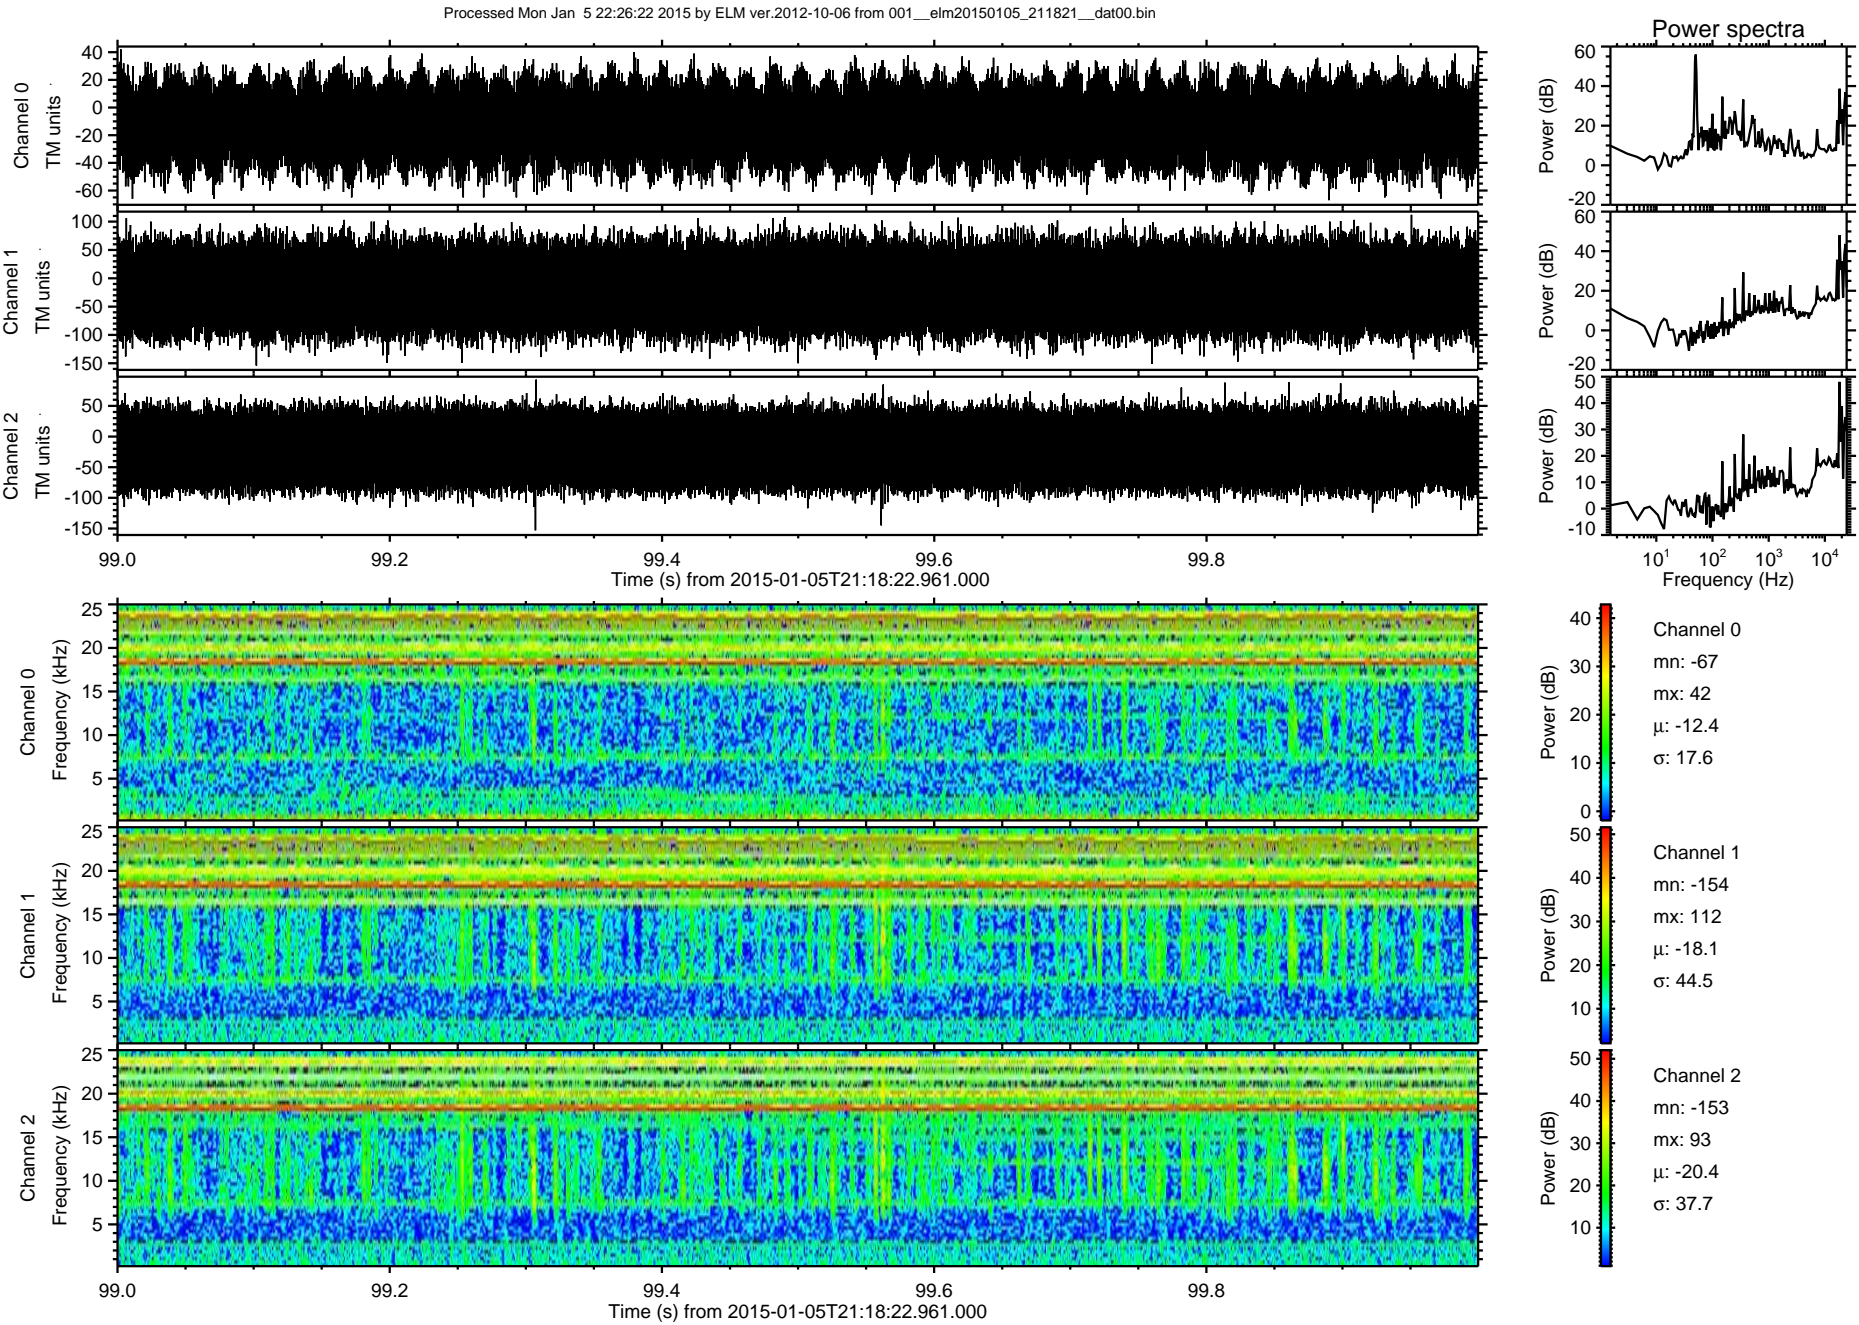 Processed Mon Jan  5 22:26:22 2015 by ELM ver.2012-10-06 from 001__elm20150105_211821__dat00.bin
Power spectra
Channel 0
TM units
40
20
0
-20
-40
-60
Power (dB)
60
40
20
0
-20
Channel 1
TM units
100
50
0
-50
-100
-150
Power (dB)
60
40
20
0
-20
Channel 2
TM units
50
0
-50
-100
-150
Power (dB)
50
40
30
20
10
0
-10
99.0 99.2 99.4 99.6 99.8
Time (s) from 2015-01-05T21:18:22.961.000
10¹ 10² 10³ 10⁴
Frequency (Hz)
Channel 0
Frequency (kHz)
25
20
15
10
5
Power (dB)
40
30
20
10
0
Channel 0
mn: -67
mx: 42
μ: -12.4
σ: 17.6
Channel 1
Frequency (kHz)
25
20
15
10
5
Power (dB)
50
40
30
20
10
Channel 1
mn: -154
mx: 112
μ: -18.1
σ: 44.5
Channel 2
Frequency (kHz)
25
20
15
10
5
Power (dB)
50
40
30
20
10
Channel 2
mn: -153
mx: 93
μ: -20.4
σ: 37.7
99.0 99.2 99.4 99.6 99.8
Time (s) from 2015-01-05T21:18:22.961.000